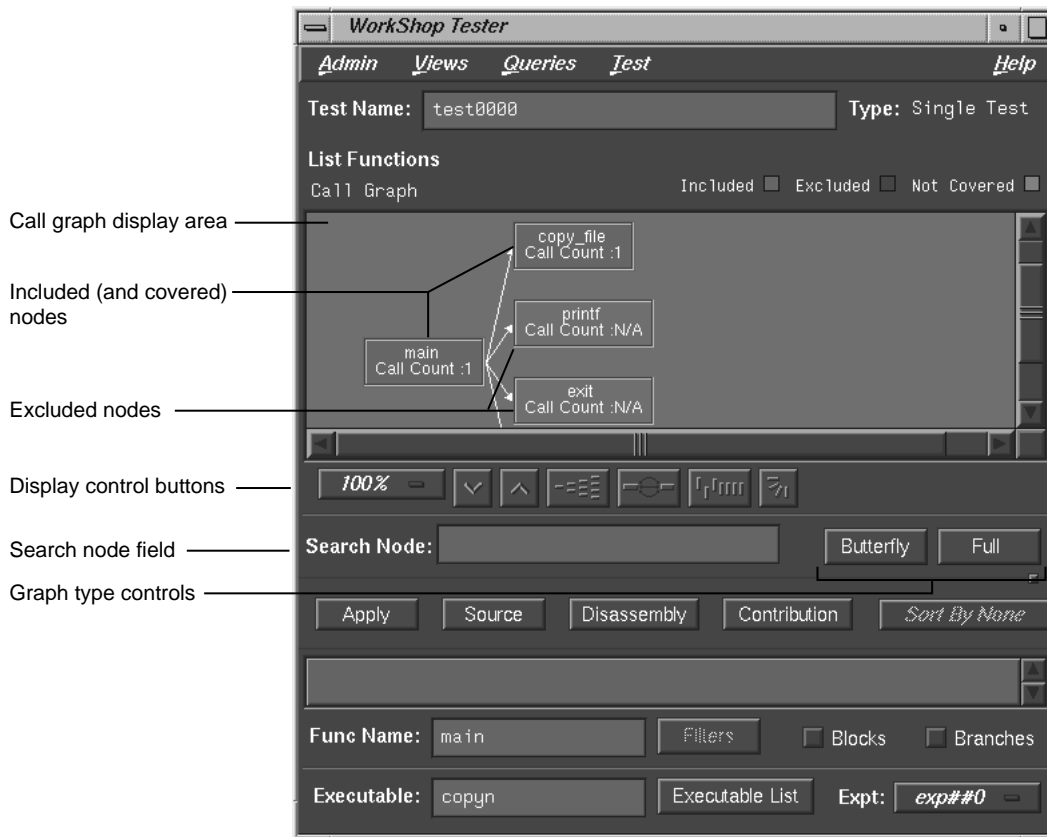 WorkShop Tester
Admin Views Queries Test Help
Test Name: test0000 Type: Single Test
List Functions
Call Graph Included Excluded Not Covered
Call graph display area
copy_file
Call Count :1
Included (and covered)
nodes
printf
Call Count :N/A
main
Call Count :1
exit
Call Count :N/A
Excluded nodes
Display control buttons
100%
Search node field
Search Node: Butterfly Full
Graph type controls
Apply Source Disassembly Contribution Sort By None
Func Name: main Filters Blocks Branches
Executable: copyn Executable List Expt: exp##0